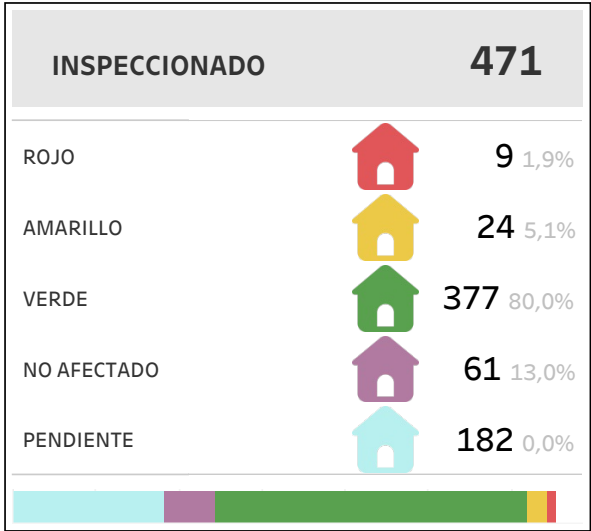 INSPECCIONADO 471
ROJO 9 1,9%
AMARILLO 24 5,1%
VERDE 377 80,0%
NO AFECTADO 61 13,0%
PENDIENTE 182 0,0%